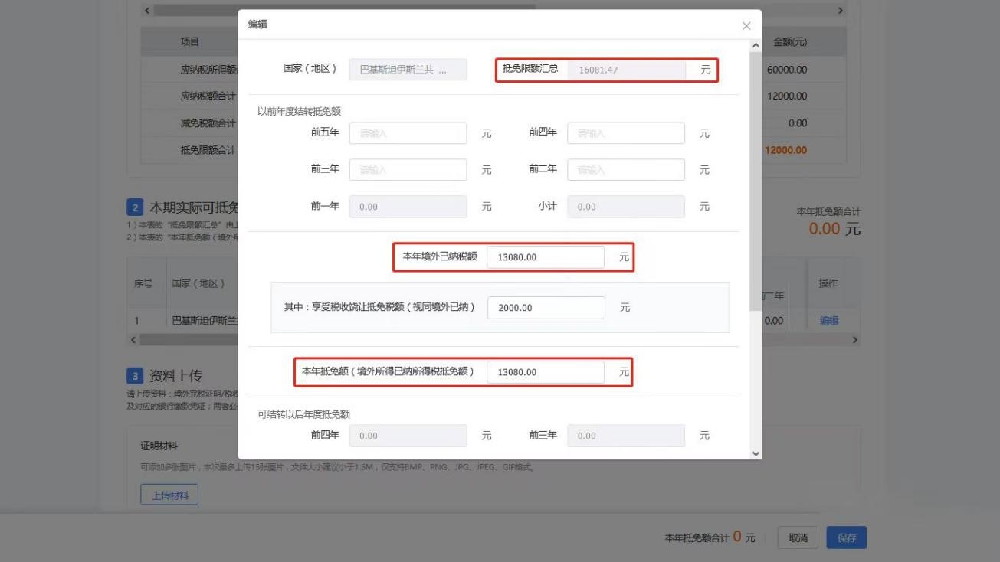 编辑
项目 金额(元)
国家（地区） 巴基斯坦伊斯兰共 ... 抵免限额汇总 16081.47 元
应纳税所得额 60000.00
应纳税额合计 12000.00
以前年度结转抵免额
减免税额合计 0.00
前五年 请输入 元 前四年 请输入 元
抵免限额合计 12000.00
前三年 请输入 元 前二年 请输入 元
前一年 0.00 元 小计 0.00 元
2 本期实际可抵免 本年抵免额合计
1）本表的“抵免限额汇总”由上 0.00 元
2）本表的“本年抵免额（境外所
本年境外已纳税额 13080.00 元
序号 国家（地区） 前二年 操作
其中：享受税收饶让抵免税额（视同境外已纳） 2000.00 元
1 巴基斯坦伊斯兰 0.00 编辑
3 资料上传
本年抵免额（境外所得已纳所得税抵免额） 13080.00 元
请上传资料：境外完税证明/税收
及对应的银行缴款凭证；两者必
可结转以后年度抵免额
前四年 0.00 元 前三年 0.00 元
证明材料
可添加多张图片，本次最多上传15张图片，文件大小建议小于1.5M，仅支持BMP、PNG、JPG、JPEG、GIF格式。
上传材料
本年抵免额合计 0 元 取消 保存